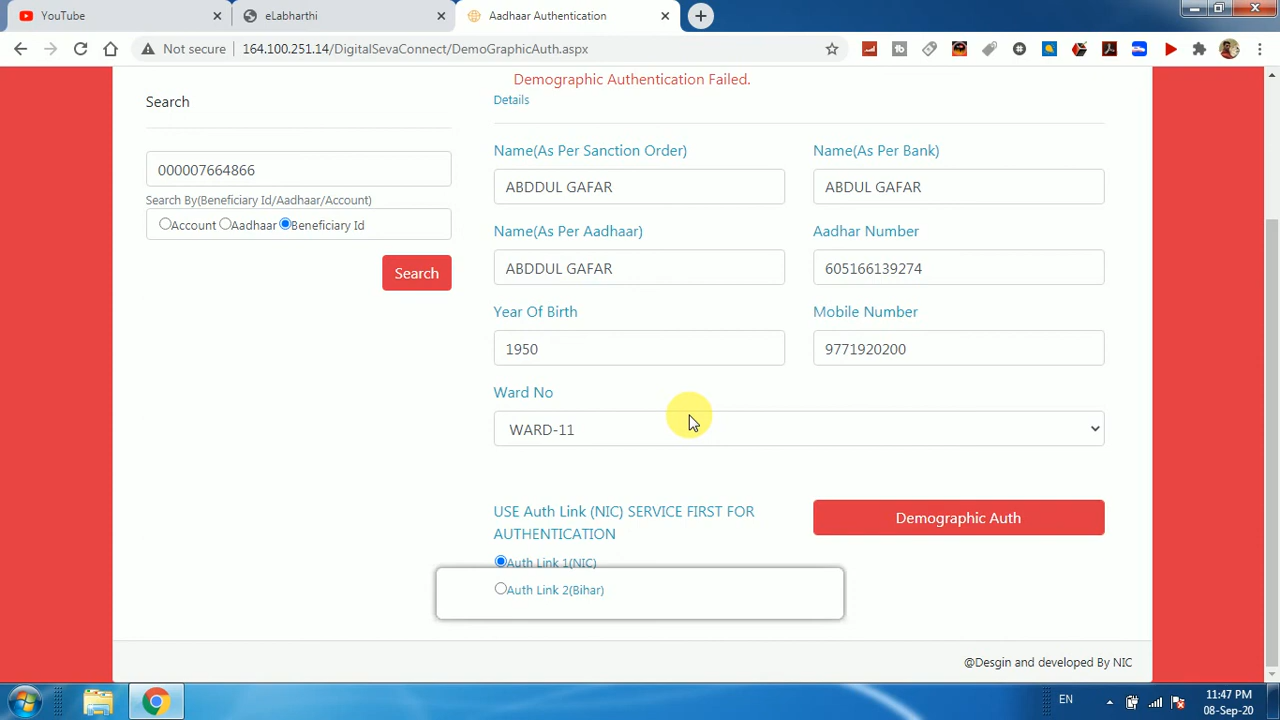 YouTube
eLabharthi
Aadhaar Authentication
Not secure
164.100.251.14/DigitalSevaConnect/DemoGraphicAuth.aspx
Demographic Authentication Failed.
Details
Search
000007664866
Search By(Beneficiary Id/Aadhaar/Account)
Account Aadhaar Beneficiary Id
Search
Name(As Per Sanction Order) Name(As Per Bank)
ABDDUL GAFAR ABDUL GAFAR
Name(As Per Aadhaar) Aadhar Number
ABDDUL GAFAR 605166139274
Year Of Birth Mobile Number
1950 9771920200
Ward No
WARD-11
USE Auth Link (NIC) SERVICE FIRST FOR
AUTHENTICATION
Demographic Auth
Auth Link 1(NIC)
Auth Link 2(Bihar)
@Desgin and developed By NIC
EN
11:47 PM
08-Sep-20